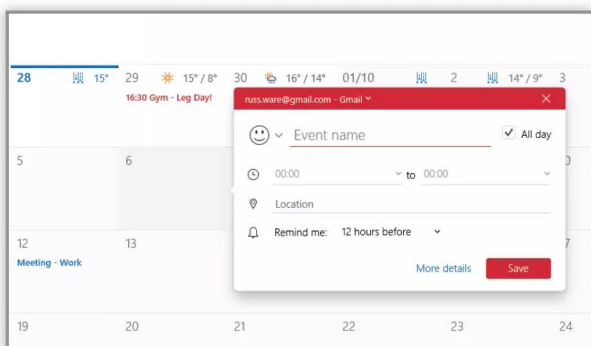 28 15° 29 15° / 8° 30 16° / 14° 01/10 2 14° / 9° 3
16:30 Gym - Leg Day!
russ.ware@gmail.com - Gmail
Event name All day
5 6
00:00 to 00:00
Location
12 13
Remind me: 12 hours before
Meeting - Work
More details Save
19 20 21 22 23 24